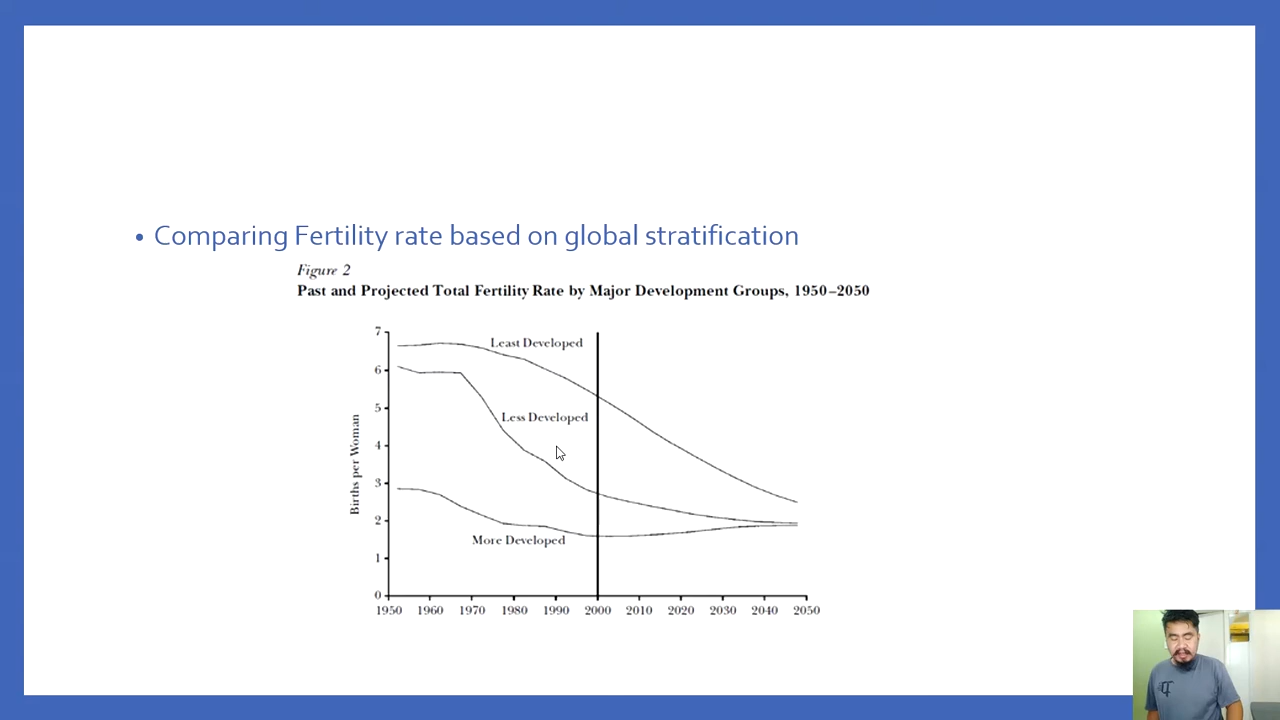 • Comparing Fertility rate based on global stratification
Figure 2
Past and Projected Total Fertility Rate by Major Development Groups, 1950–2050
7
Least Developed
6
5
Less Developed
4
Births per Woman
3
2
More Developed
1
0
1950 1960 1970 1980 1990 2000 2010 2020 2030 2040 2050